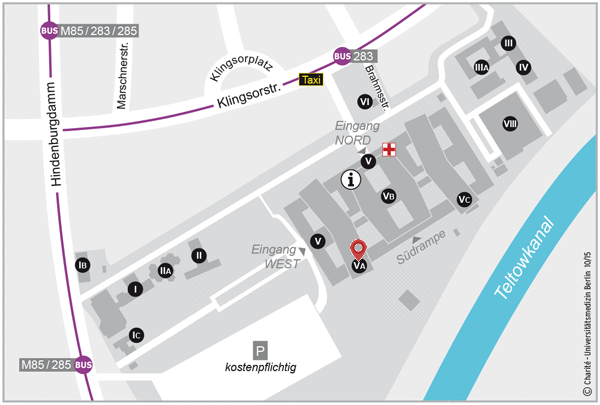 BUS M85 / 283 / 285
Marschnerstr.
Klingsorplatz
BUS 283
Taxi
Klingsorstr.
Brahmsstr.
Hindenburgdamm
III
IIIA
IV
VI
VIII
Eingang
NORD
V
i
VB
VC
V
VA
Südrampe
Eingang
WEST
Teltowkanal
IB
II
IIA
I
IC
M85 / 285 BUS
P
kostenpflichtig
© Charité - Universitätsmedizin Berlin 10/15